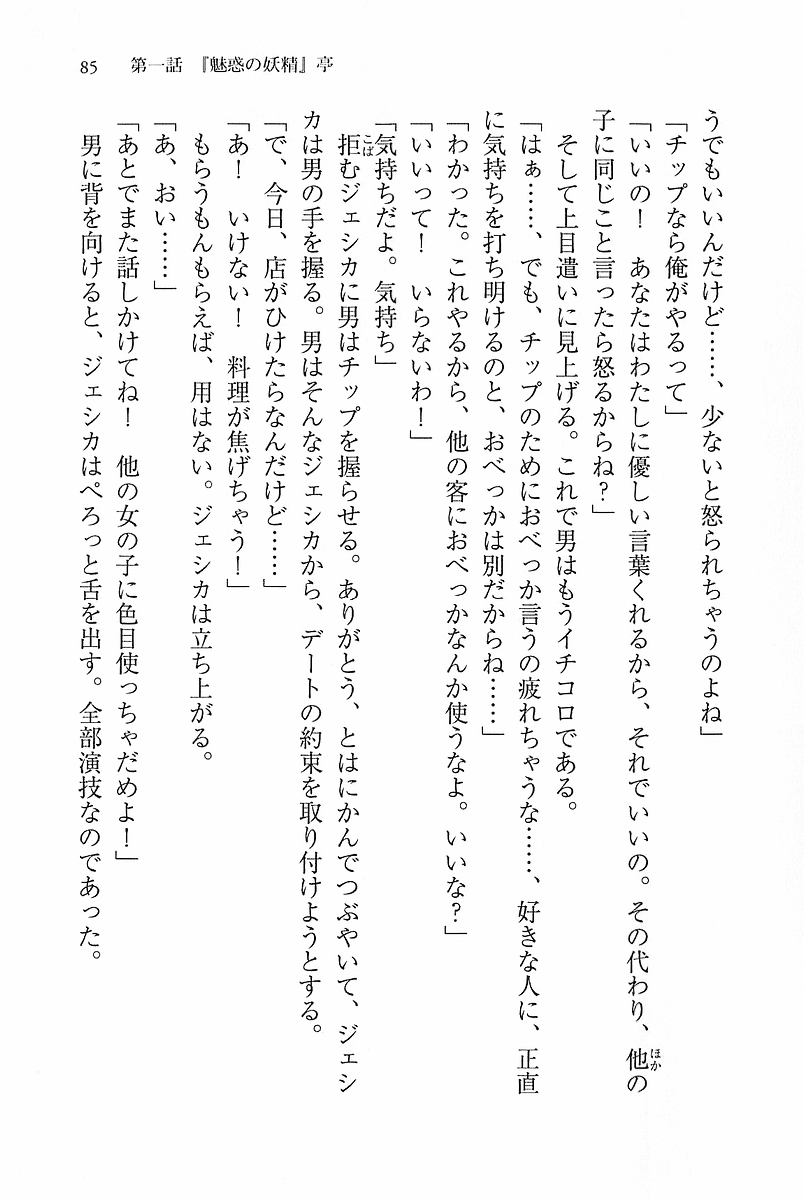 85　第一話　『魅惑の妖精』亭
うでもいいんだけど……、少ないと怒られちゃうのよね」
「チップなら俺がやるって」
「いいの！　あなたはわたしに優しい言葉くれるから、それでいいの。その代わり、他の
子に同じこと言ったら怒るからね？」
　そして上目遣いに見上げる。これで男はもうイチコロである。
「はぁ……、でも、チップのためにおべっか言うの疲れちゃうな……、好きな人に、正直
に気持ちを打ち明けるのと、おべっかは別だからね……」
「わかった。これやるから、他の客におべっかなんか使うなよ。いいな？」
「いいって！　いらないわ！」
「気持ちだよ。気持ち」
　拒むジェシカに男はチップを握らせる。ありがとう、とはにかんでつぶやいて、ジェシ
カは男の手を握る。男はそんなジェシカから、デートの約束を取り付けようとする。
「で、今日、店がひけたらなんだけど……」
「あ！　いけない！　料理が焦げちゃう！」
　もらうもんもらえば、用はない。ジェシカは立ち上がる。
「あ、おい……」
「あとでまた話しかけてね！　他の女の子に色目使っちゃだめよ！」
　男に背を向けると、ジェシカはぺろっと舌を出す。全部演技なのであった。
ほか
こば